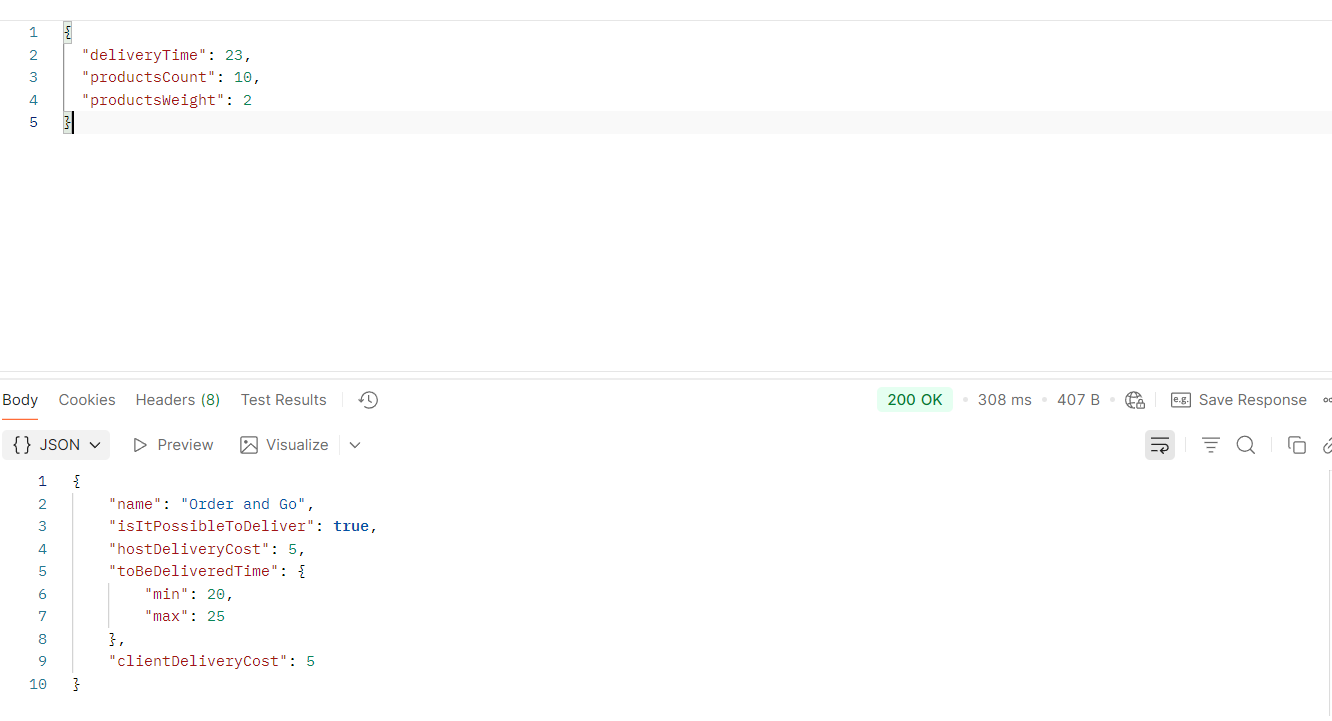 1 {
2 "deliveryTime": 23,
3 "productsCount": 10,
4 "productsWeight": 2
5 }
Body Cookies Headers (8) Test Results 200 OK 308 ms 407 B e.g. Save Response
{} JSON Preview Visualize
1 {
2 "name": "Order and Go",
3 "isItPossibleToDeliver": true,
4 "hostDeliveryCost": 5,
5 "toBeDeliveredTime": {
6 "min": 20,
7 "max": 25
8 },
9 "clientDeliveryCost": 5
10 }